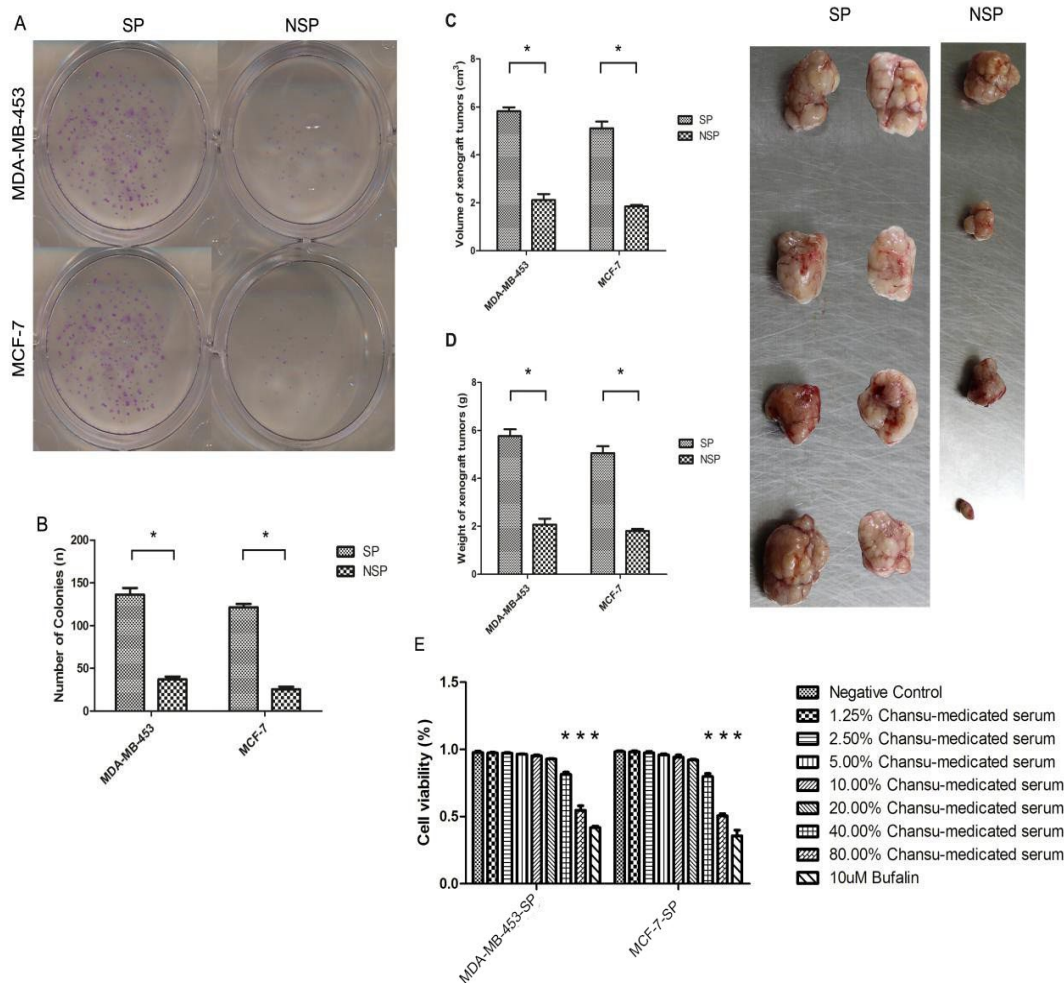 A
SP
NSP
MDA-MB-453
MCF-7
B
Number of Colonies (n)
200
150
100
50
0
*
*
SP
NSP
MDA-MB-453
MCF-7
C
Volume of xenograft tumors (cm³)
8
6
4
2
0
*
*
SP
NSP
MDA-MB-453
MCF-7
D
Weight of xenograft tumors (g)
8
6
4
2
0
*
*
SP
NSP
MDA-MB-453
MCF-7
SP
NSP
E
Cell viability (%)
1.5
1.0
0.5
0.0
* * *
* * *
MDA-MB-453-SP
MCF-7-SP
Negative Control
1.25% Chansu-medicated serum
2.50% Chansu-medicated serum
5.00% Chansu-medicated serum
10.00% Chansu-medicated serum
20.00% Chansu-medicated serum
40.00% Chansu-medicated serum
80.00% Chansu-medicated serum
10uM Bufalin